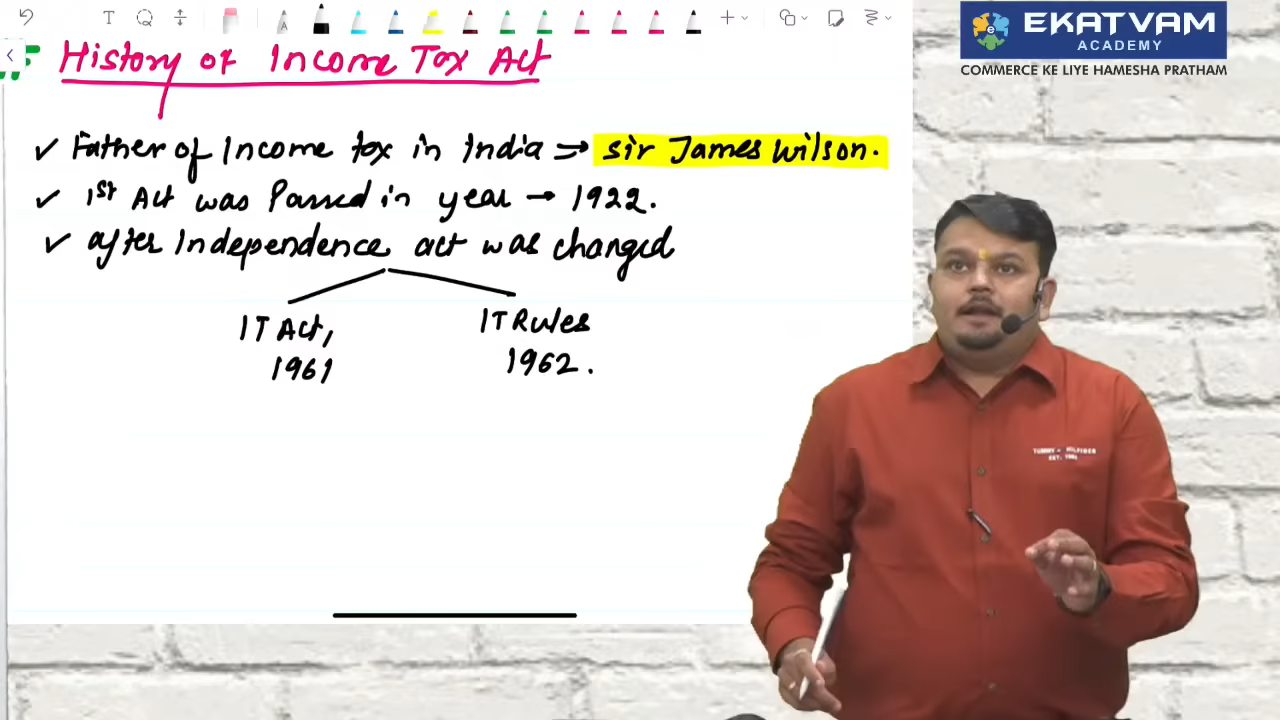 EKATVAM
ACADEMY
COMMERCE KE LIYE HAMESHA PRATHAM
History of Income Tax Act
✓ Father of Income tax in India ⇒ Sir James Wilson.
✓ 1st Act was Passed in year → 1922.
✓ after Independence act was changed
IT Act, 1961
IT Rules 1962.
TOMMY HILFIGER